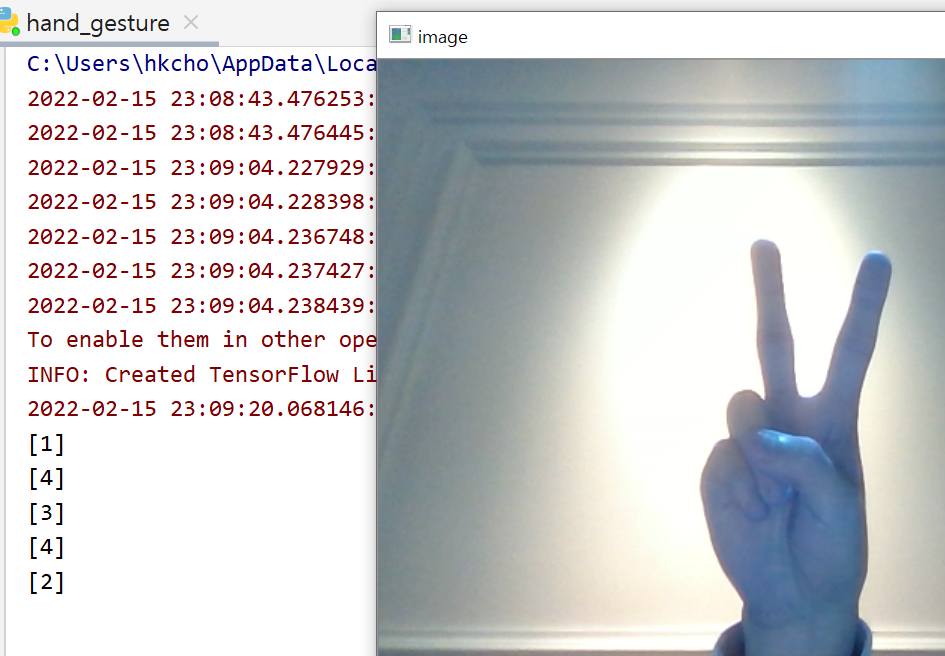 hand_gesture
image
C:\Users\hkcho\AppData\Loca
2022-02-15 23:08:43.476253:
2022-02-15 23:08:43.476445:
2022-02-15 23:09:04.227929:
2022-02-15 23:09:04.228398:
2022-02-15 23:09:04.236748:
2022-02-15 23:09:04.237427:
2022-02-15 23:09:04.238439:
To enable them in other ope
INFO: Created TensorFlow Li
2022-02-15 23:09:20.068146:
[1]
[4]
[3]
[4]
[2]